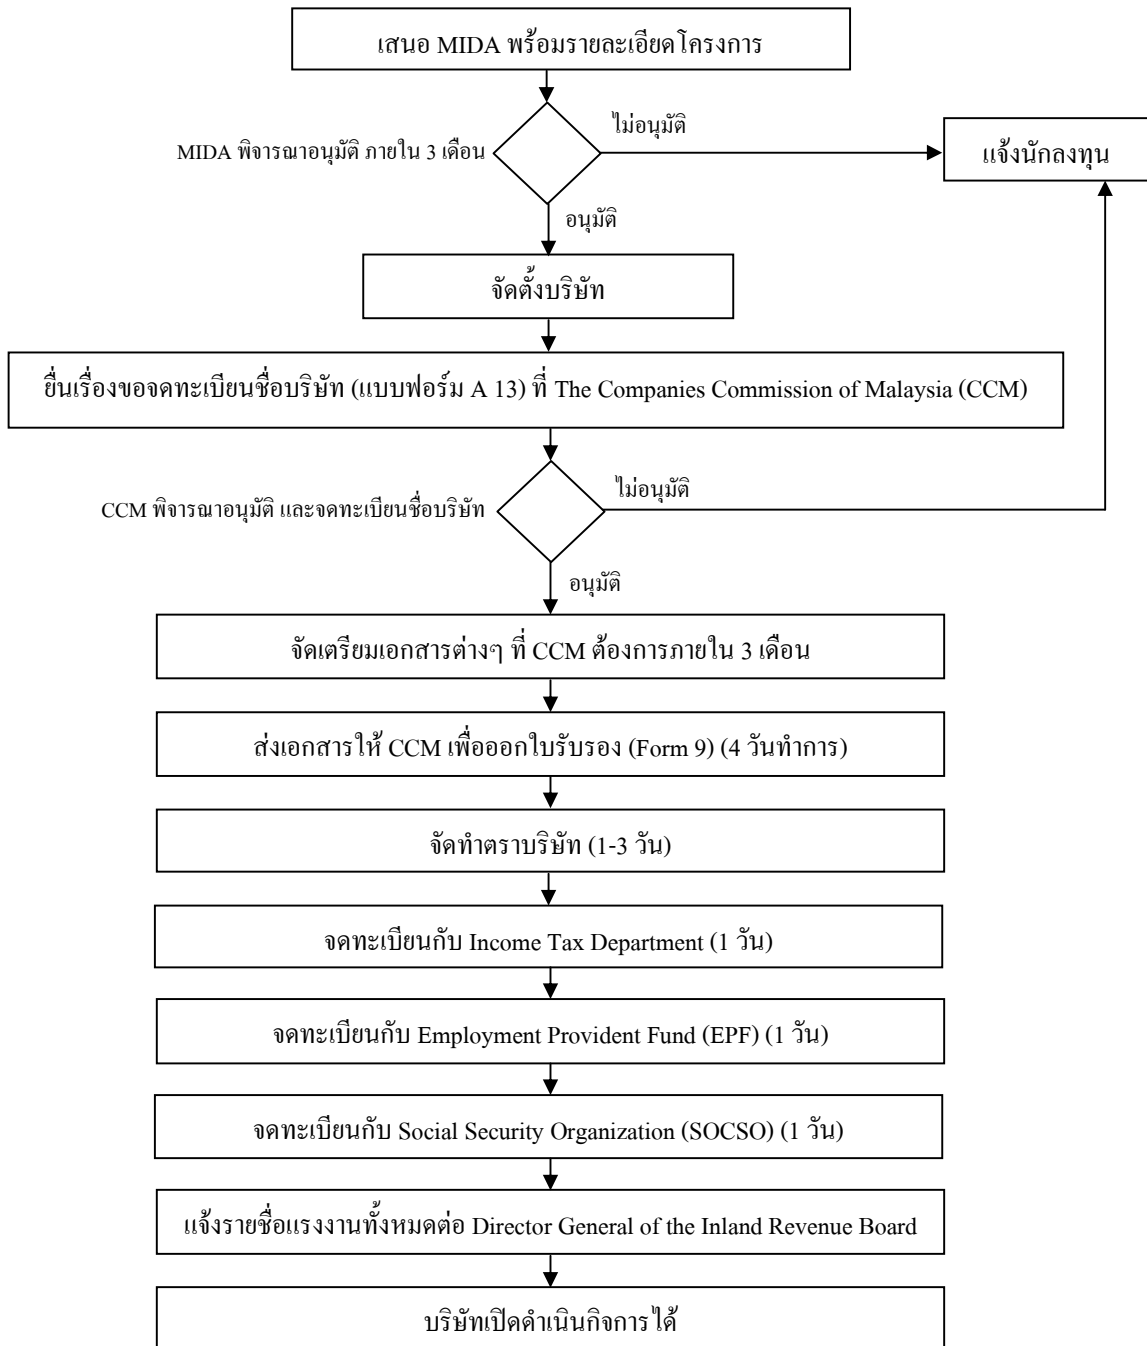 เสนอ MIDA พร้อมรายละเอียดโครงการ
ไม่อนุมัติ
MIDA พิจารณาอนุมัติ ภายใน 3 เดือน
แจ้งนักลงทุน
อนุมัติ
จัดตั้งบริษัท
ยื่นเรื่องขอจดทะเบียนชื่อบริษัท (แบบฟอร์ม A 13) ที่ The Companies Commission of Malaysia (CCM)
ไม่อนุมัติ
CCM พิจารณาอนุมัติ และจดทะเบียนชื่อบริษัท
อนุมัติ
จัดเตรียมเอกสารต่างๆ ที่ CCM ต้องการภายใน 3 เดือน
ส่งเอกสารให้ CCM เพื่อออกใบรับรอง (Form 9) (4 วันทำการ)
จัดทำตราบริษัท (1-3 วัน)
จดทะเบียนกับ Income Tax Department (1 วัน)
จดทะเบียนกับ Employment Provident Fund (EPF) (1 วัน)
จดทะเบียนกับ Social Security Organization (SOCSO) (1 วัน)
แจ้งรายชื่อแรงงานทั้งหมดต่อ Director General of the Inland Revenue Board
บริษัทเปิดดำเนินกิจการได้